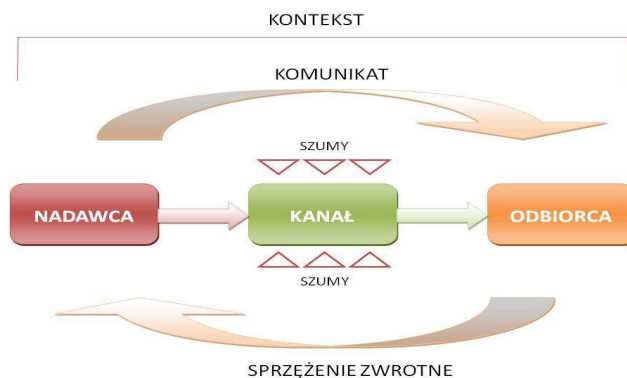 KONTEKST
KOMUNIKAT
SZUMY
NADAWCA
KANAŁ
ODBIORCA
SZUMY
SPRZĘŻENIE ZWROTNE